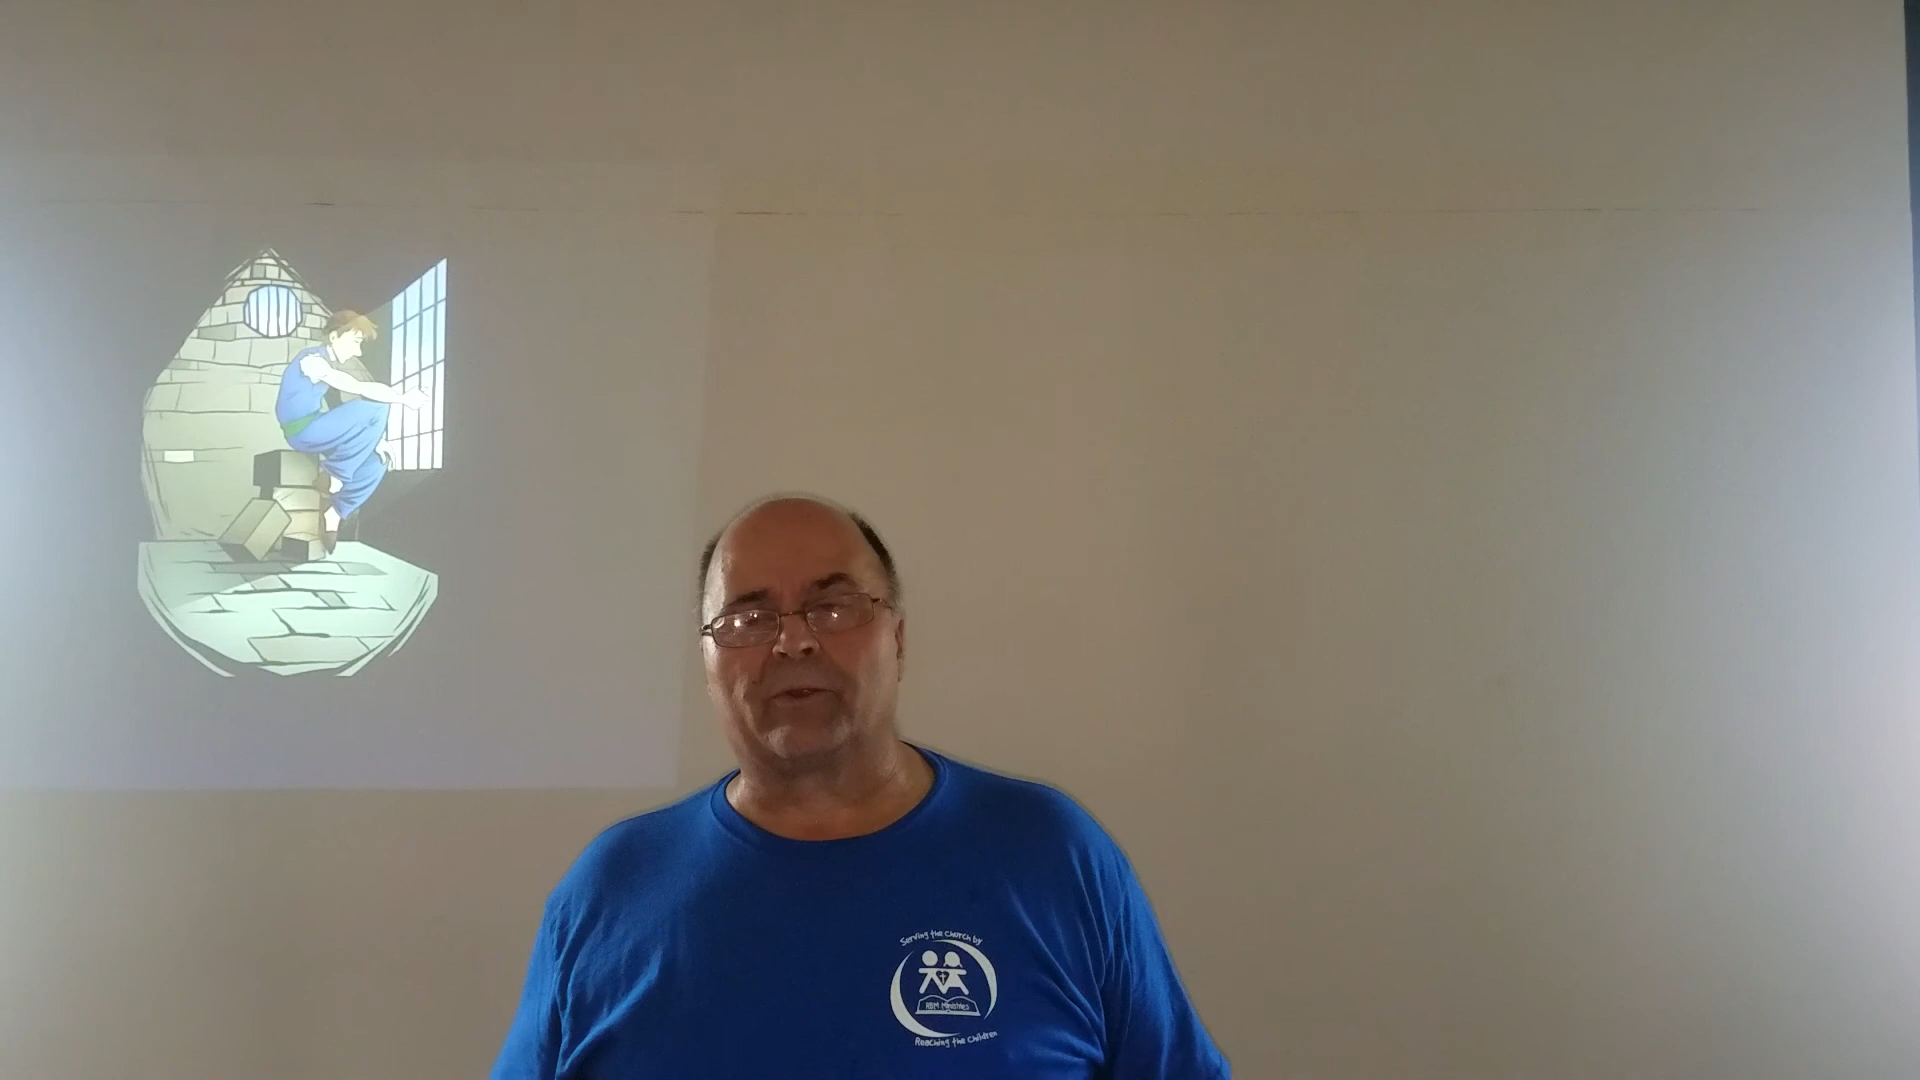 Serving the Church by
RBM Ministries
Reaching the Children